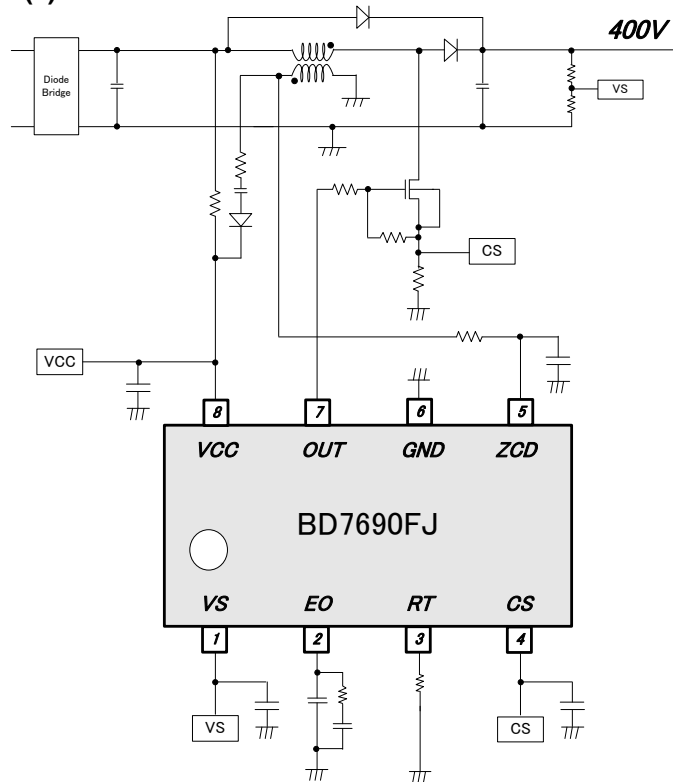 400V
Diode
Bridge
VS
CS
VCC
8
7
6
5
VCC
OUT
GND
ZCD
BD7690FJ
VS
EO
RT
CS
1
2
3
4
VS
CS